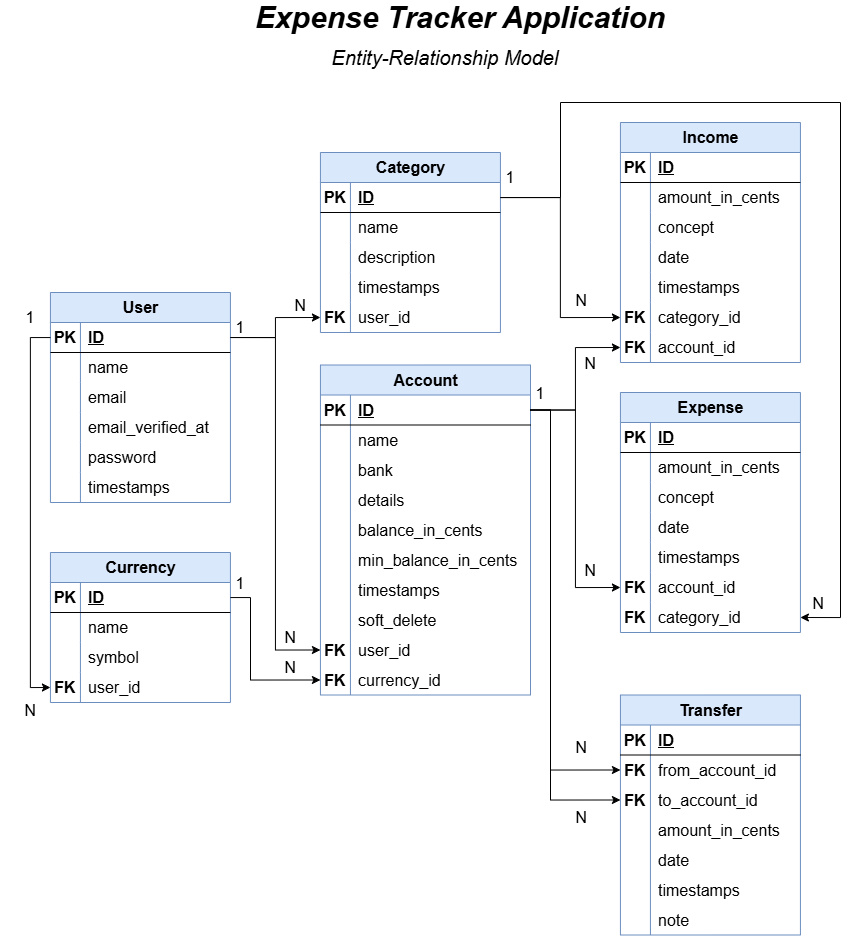 Expense Tracker Application
Entity-Relationship Model
User
PK ID
name
email
email_verified_at
password
timestamps
1
1
Currency
PK ID
name
symbol
FK user_id
1
N
Category
PK ID
name
description
timestamps
FK user_id
1
N
Account
PK ID
name
bank
details
balance_in_cents
min_balance_in_cents
timestamps
soft_delete
FK user_id
FK currency_id
1
N
N
Income
PK ID
amount_in_cents
concept
date
timestamps
FK category_id
FK account_id
N
N
Expense
PK ID
amount_in_cents
concept
date
timestamps
FK account_id
FK category_id
N
N
Transfer
PK ID
FK from_account_id
FK to_account_id
amount_in_cents
date
timestamps
note
N
N